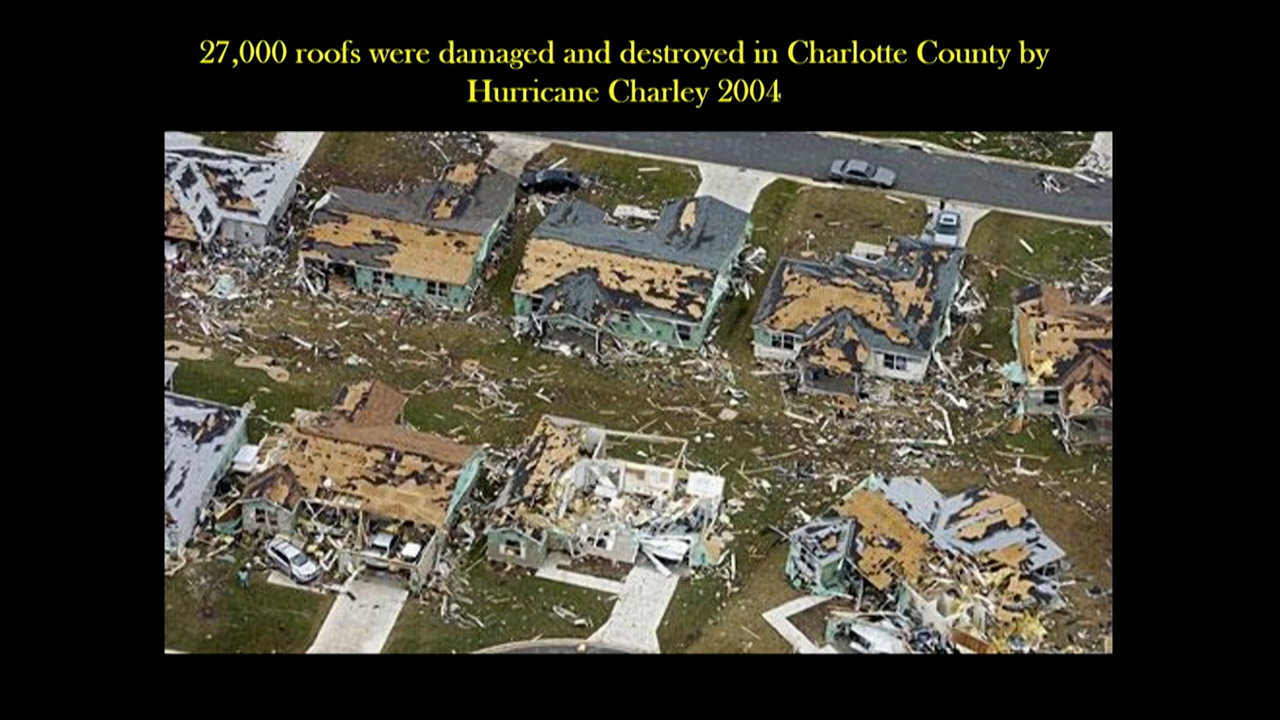 27,000 roofs were damaged and destroyed in Charlotte County by
Hurricane Charley 2004